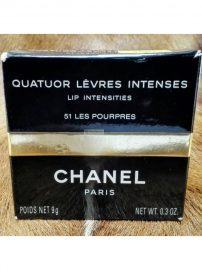 QUATUOR LÈVRES INTENSES
LIP INTENSITIES
51 LES POURPRES
CHANEL
PARIS
POIDS NET 9g NET WT. 0.3 OZ.